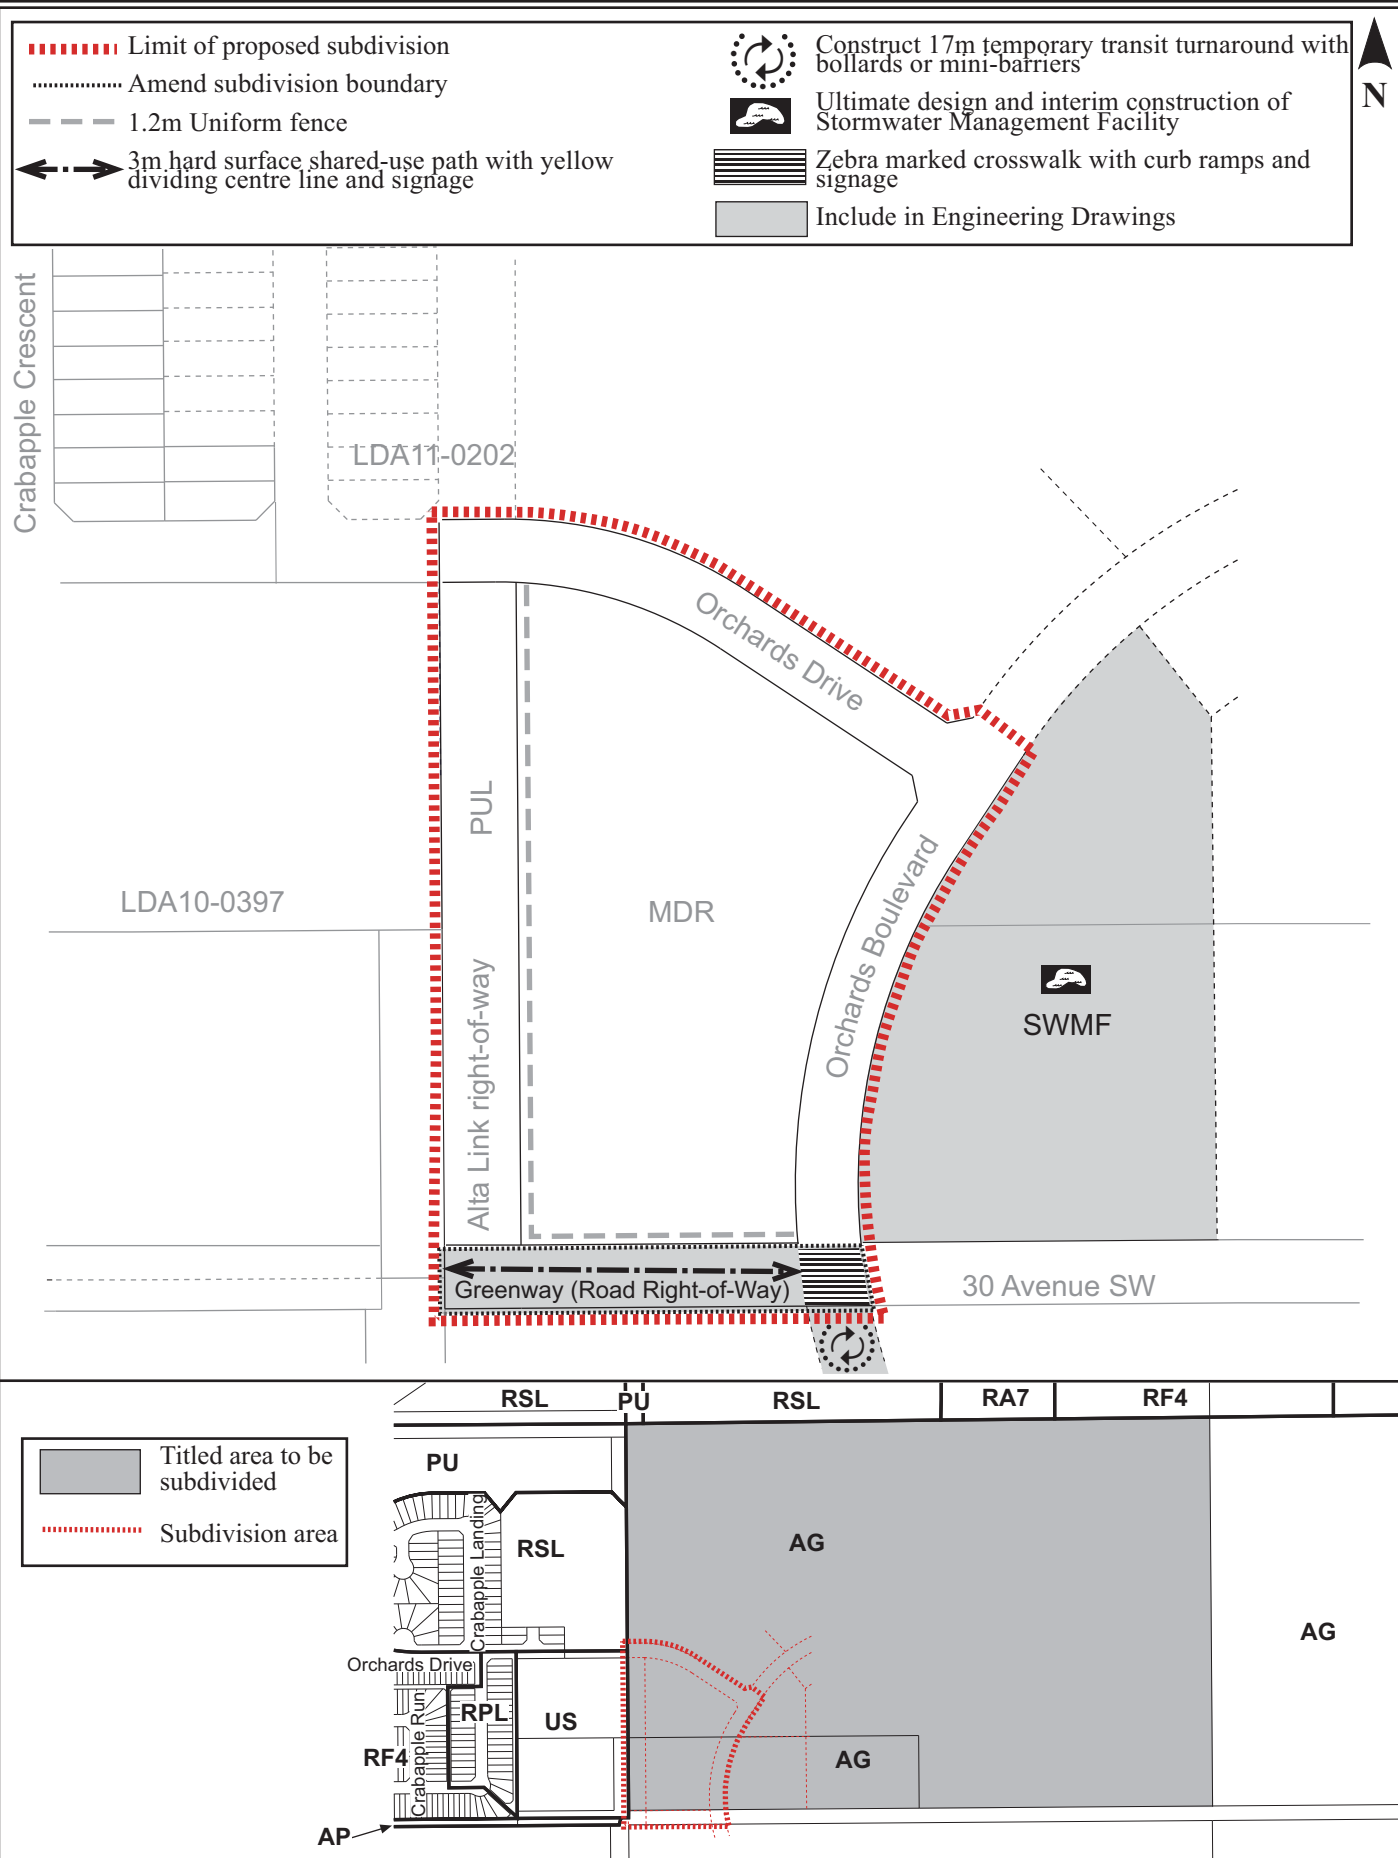 Limit of proposed subdivision
Amend subdivision boundary
1.2m Uniform fence
3m hard surface shared-use path with yellow
dividing centre line and signage
Construct 17m temporary transit turnaround with
bollards or mini-barriers
Ultimate design and interim construction of
Stormwater Management Facility
Zebra marked crosswalk with curb ramps and
signage
Include in Engineering Drawings
N
Crabapple Crescent
LDA11-0202
Orchards Drive
PUL
LDA10-0397
MDR
Orchards Boulevard
Alta Link right-of-way
SWMF
Greenway (Road Right-of-Way)
30 Avenue SW
RSL
PU
RSL
RA7
RF4
Titled area to be
subdivided
Subdivision area
PU
Crabapple Landing
RSL
AG
AG
Orchards Drive
RPL
US
Crabapple Run
RF4
AG
AP